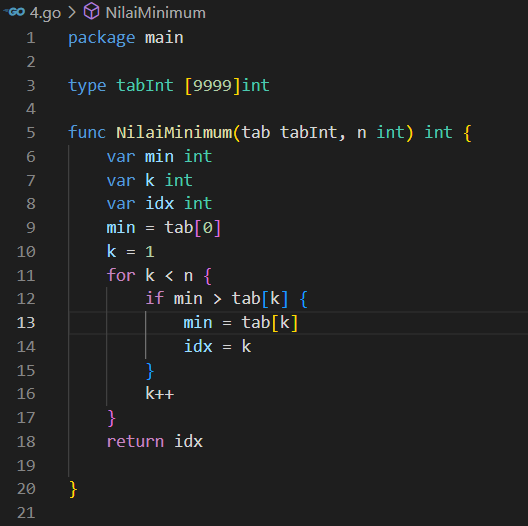 GO 4.go > NilaiMinimum
1 package main
2
3 type tabInt [9999]int
4
5 func NilaiMinimum(tab tabInt, n int) int {
6     var min int
7     var k int
8     var idx int
9     min = tab[0]
10     k = 1
11     for k < n {
12         if min > tab[k] {
13             min = tab[k]
14             idx = k
15         }
16         k++
17     }
18     return idx
19
20 }
21